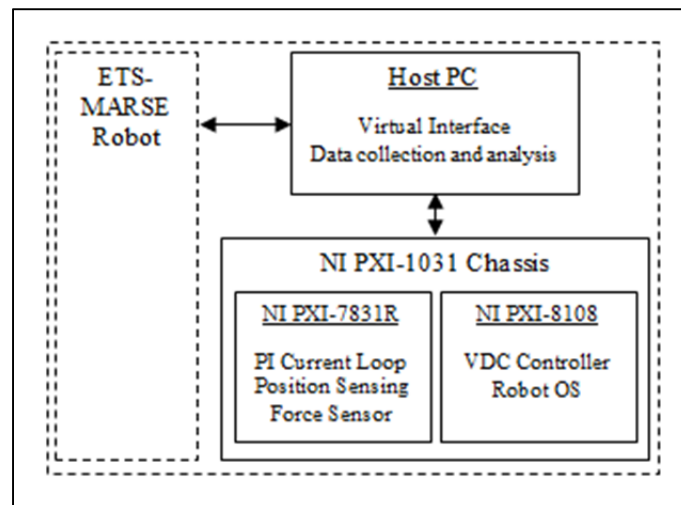 ETS-
MARSE
Robot
Host PC
Virtual Interface
Data collection and analysis
NI PXI-1031 Chassis
NI PXI-7831R
PI Current Loop
Position Sensing
Force Sensor
NI PXI-8108
VDC Controller
Robot OS